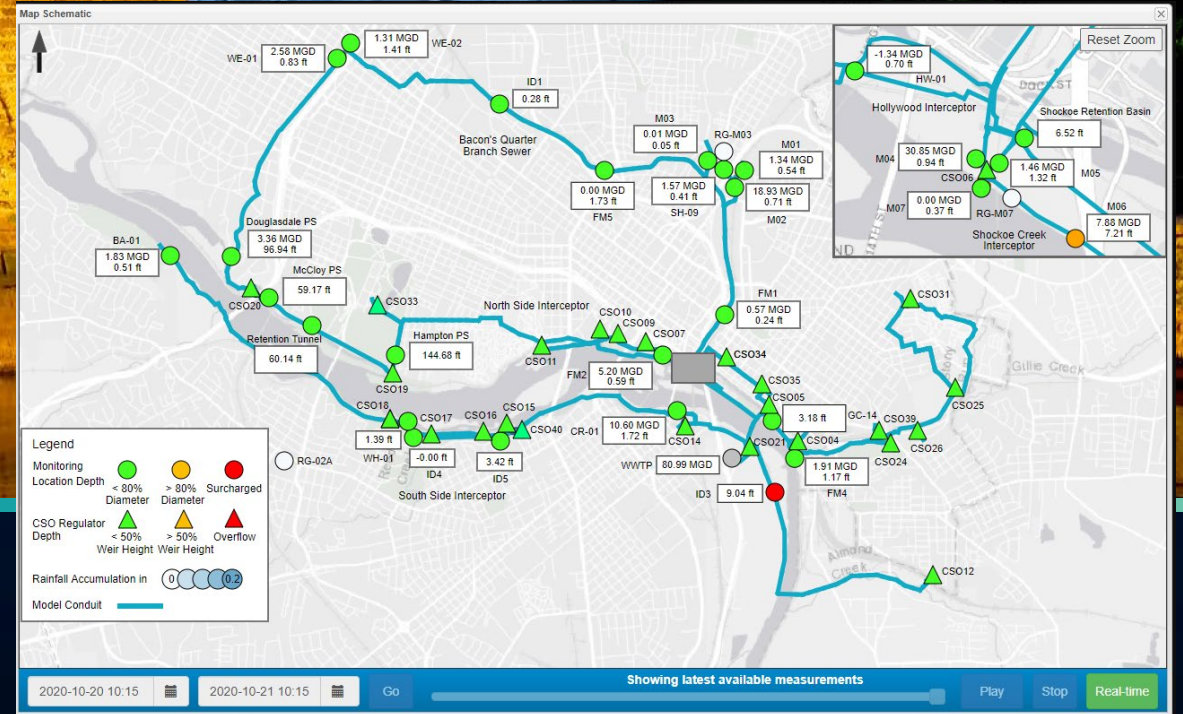 Map Schematic
Reset Zoom
WE-01
2.58 MGD
0.83 ft
1.31 MGD
1.41 ft
WE-02
ID1
0.28 ft
Bacon's Quarter
Branch Sewer
M03
0.01 MGD
0.05 ft
RG-M03
M01
1.34 MGD
0.54 ft
0.00 MGD
1.73 ft
FM5
1.57 MGD
0.41 ft
SH-09
18.93 MGD
0.71 ft
M02
-1.34 MGD
0.70 ft
HW-01
DOCK ST
Hollywood Interceptor
Shockoe Retention Basin
6.52 ft
M04
30.85 MGD
0.94 ft
CSO06
1.46 MGD
1.32 ft
M05
M07
0.00 MGD
0.37 ft
RG-M07
M06
7.88 MGD
7.21 ft
Shockoe Creek
Interceptor
14TH ST
ND
BA-01
1.83 MGD
0.51 ft
Douglasdale PS
3.36 MGD
96.94 ft
McCloy PS
59.17 ft
CSO20
Retention Tunnel
60.14 ft
CSO33
North Side Interceptor
Hampton PS
144.68 ft
CSO19
CSO11
CSO10
CSO09
CSO07
FM1
0.57 MGD
0.24 ft
FM2
5.20 MGD
0.59 ft
CSO34
CSO35
CSO05
3.18 ft
CSO31
Gillie Creek
CSO25
CSO18
CSO17
CSO16
CSO15
CSO40
1.39 ft
WH-01
-0.00 ft
ID4
3.42 ft
ID5
South Side Interceptor
CR-01
10.60 MGD
1.72 ft
CSO14
CSO21
CSO04
GC-14
CSO39
CSO24
CSO26
WWTP
80.99 MGD
1.91 MGD
1.17 ft
FM4
ID3
9.04 ft
RG-02A
Almond
Creek
CSO12
Legend
Monitoring
Location Depth
< 80%
Diameter
> 80%
Diameter
Surcharged
CSO Regulator
Depth
< 50%
Weir Height
> 50%
Weir Height
Overflow
Rainfall Accumulation in
0
0.2
Model Conduit
Showing latest available measurements
2020-10-20 10:15
2020-10-21 10:15
Go
Play
Stop
Real-time